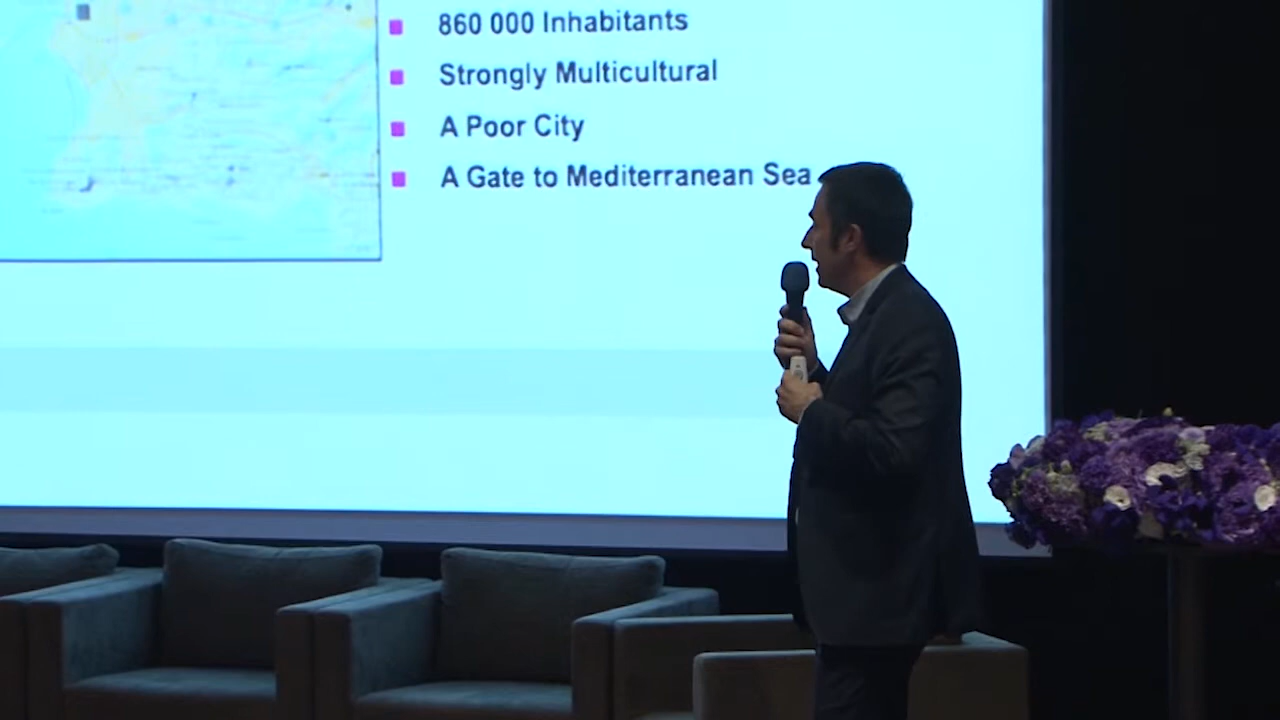 860 000 Inhabitants
Strongly Multicultural
A Poor City
A Gate to Mediterranean Sea